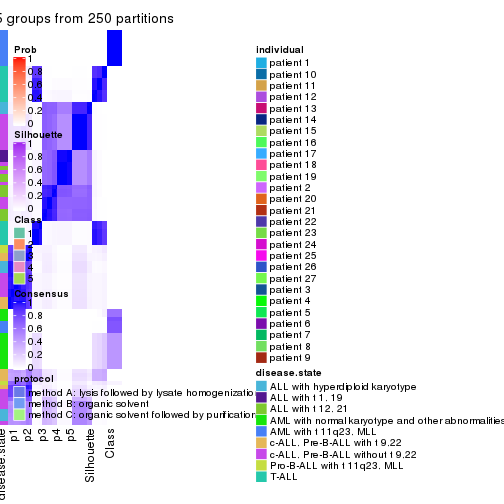 5 groups from 250 partitions
Prob
1
0.8
0.6
0.4
0.2
0
Silhouette
1
0.8
0.6
0.4
0.2
0
Class
1
2
3
4
5
Consensus
1
0.8
0.6
0.4
0.2
0
protocol
method A: lysis followed by lysate homogenizatio
method B: organic solvent
method C: organic solvent followed by purification
disease.state
p1
p2
p3
p4
p5
Silhouette
Class
individual
patient 1
patient 10
patient 11
patient 12
patient 13
patient 14
patient 15
patient 16
patient 17
patient 18
patient 19
patient 2
patient 20
patient 21
patient 22
patient 23
patient 24
patient 25
patient 26
patient 27
patient 3
patient 4
patient 5
patient 6
patient 7
patient 8
patient 9
disease.state
ALL with hyperdiploid karyotype
ALL with t 1. 19
ALL with t 12. 21
AML with normal karyotype and other abnormalities
AML with t 11q23. MLL
c-ALL. Pre-B-ALL with t 9.22
c-ALL. Pre-B-ALL without t 9.22
Pro-B-ALL with t 11q23. MLL
T-ALL